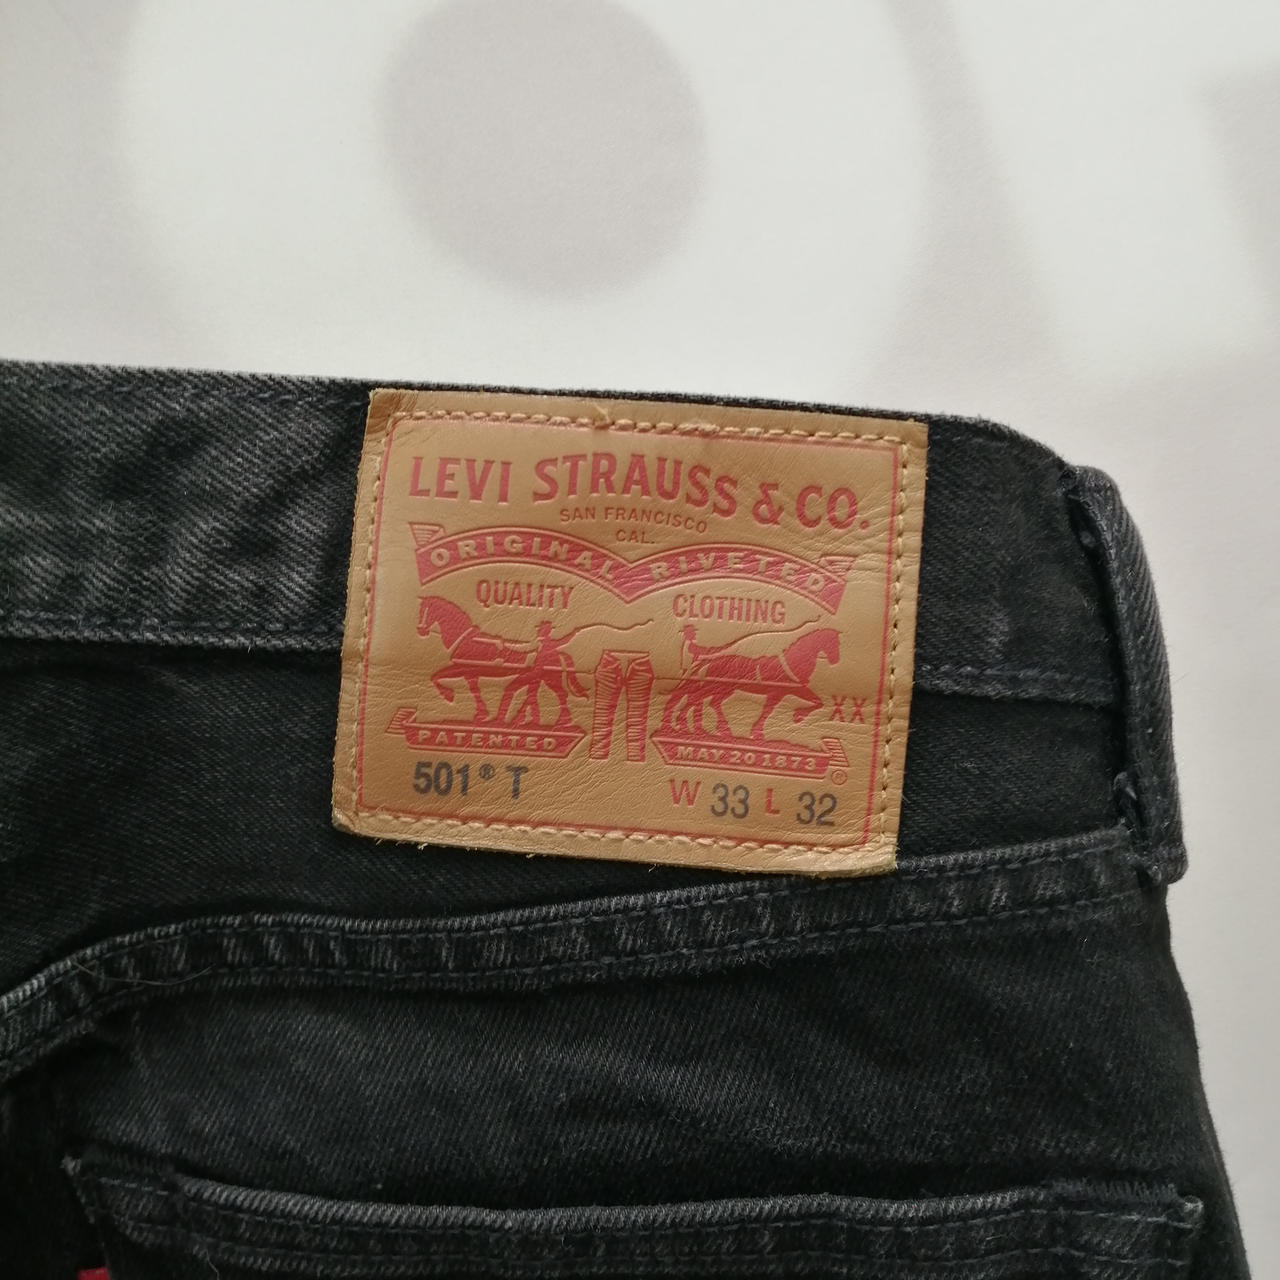 LEVI STRAUSS & CO.
SAN FRANCISCO
CAL.
ORIGINAL RIVETED
QUALITY CLOTHING
XX
PATENTED MAY 20 1873 ®
501® T W 33 L 32